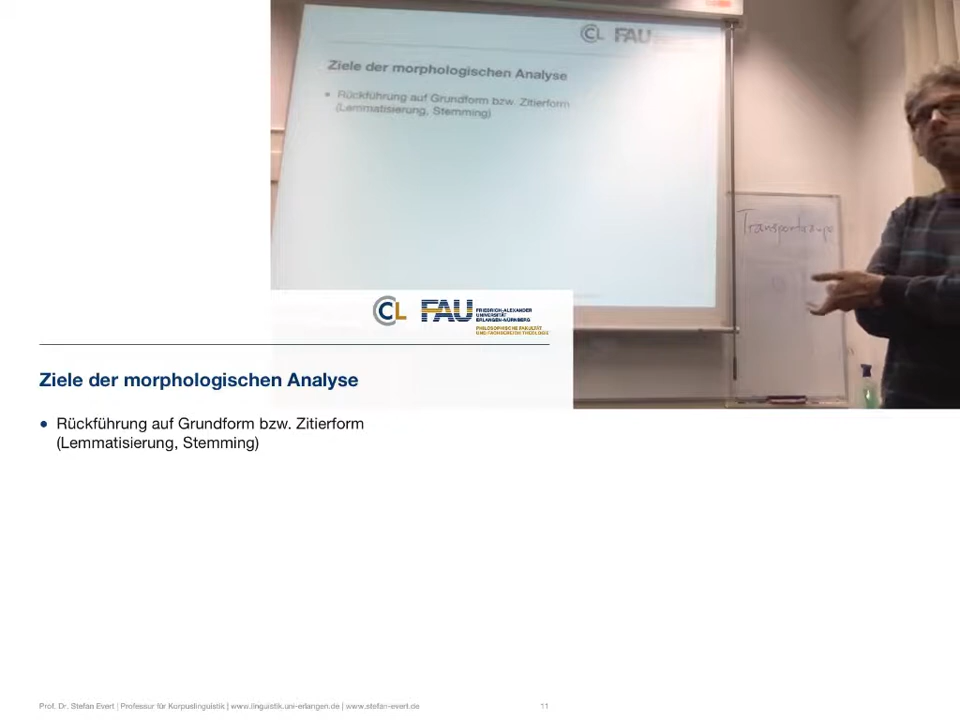 CL FAU
Ziele der morphologischen Analyse
• Rückführung auf Grundform bzw. Zitierform
(Lemmatisierung, Stemming)
CL FAU FRIEDRICH-ALEXANDER
UNIVERSITÄT
ERLANGEN-NÜRNBERG
PHILOSOPHISCHE FAKULTÄT
UND FACHBEREICH THEOLOGIE
Ziele der morphologischen Analyse
• Rückführung auf Grundform bzw. Zitierform
(Lemmatisierung, Stemming)
Prof. Dr. Stefan Evert | Professur für Korpuslinguistik | www.linguistik.uni-erlangen.de | www.stefan-evert.de 11